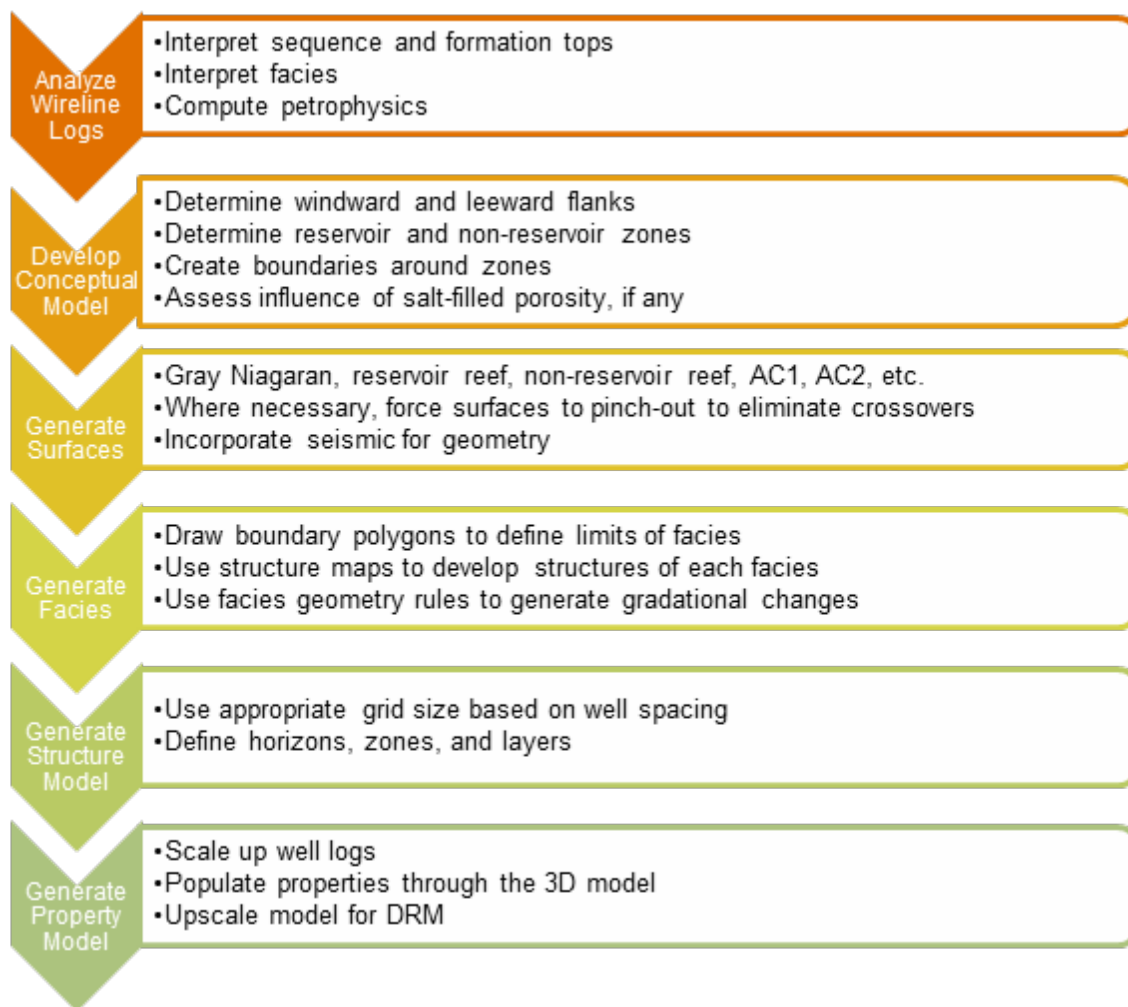 Analyze
Wireline
Logs
•Interpret sequence and formation tops
•Interpret facies
•Compute petrophysics
Develop
Conceptual
Model
•Determine windward and leeward flanks
•Determine reservoir and non-reservoir zones
•Create boundaries around zones
•Assess influence of salt-filled porosity, if any
Generate
Surfaces
•Gray Niagaran, reservoir reef, non-reservoir reef, AC1, AC2, etc.
•Where necessary, force surfaces to pinch-out to eliminate crossovers
•Incorporate seismic for geometry
Generate
Facies
•Draw boundary polygons to define limits of facies
•Use structure maps to develop structures of each facies
•Use facies geometry rules to generate gradational changes
Generate
Structure
Model
•Use appropriate grid size based on well spacing
•Define horizons, zones, and layers
Generate
Property
Model
•Scale up well logs
•Populate properties through the 3D model
•Upscale model for DRM